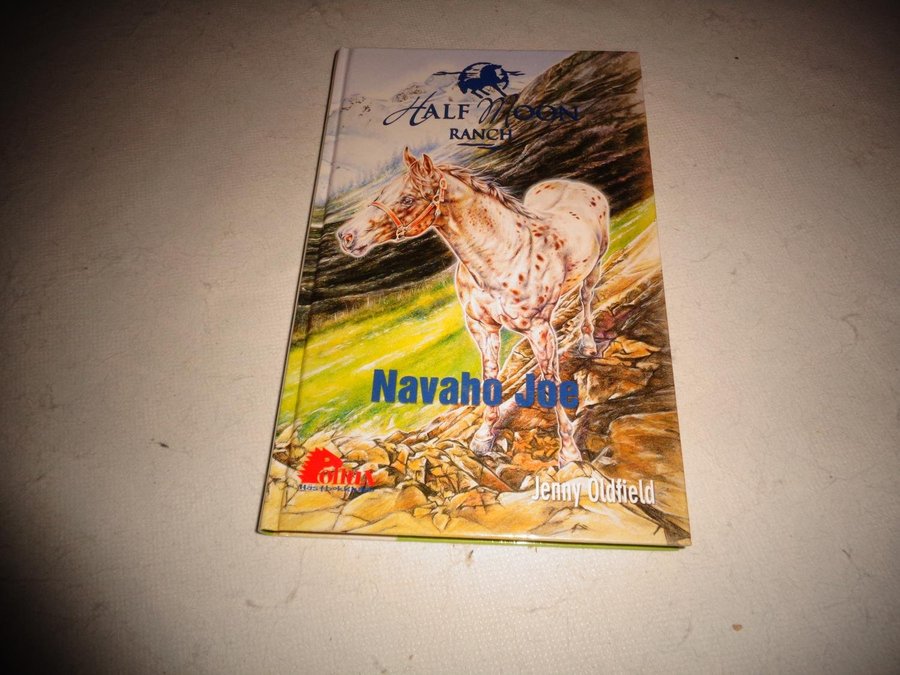 HALF MOON
RANCH
Navaho Joe
Jenny Oldfield